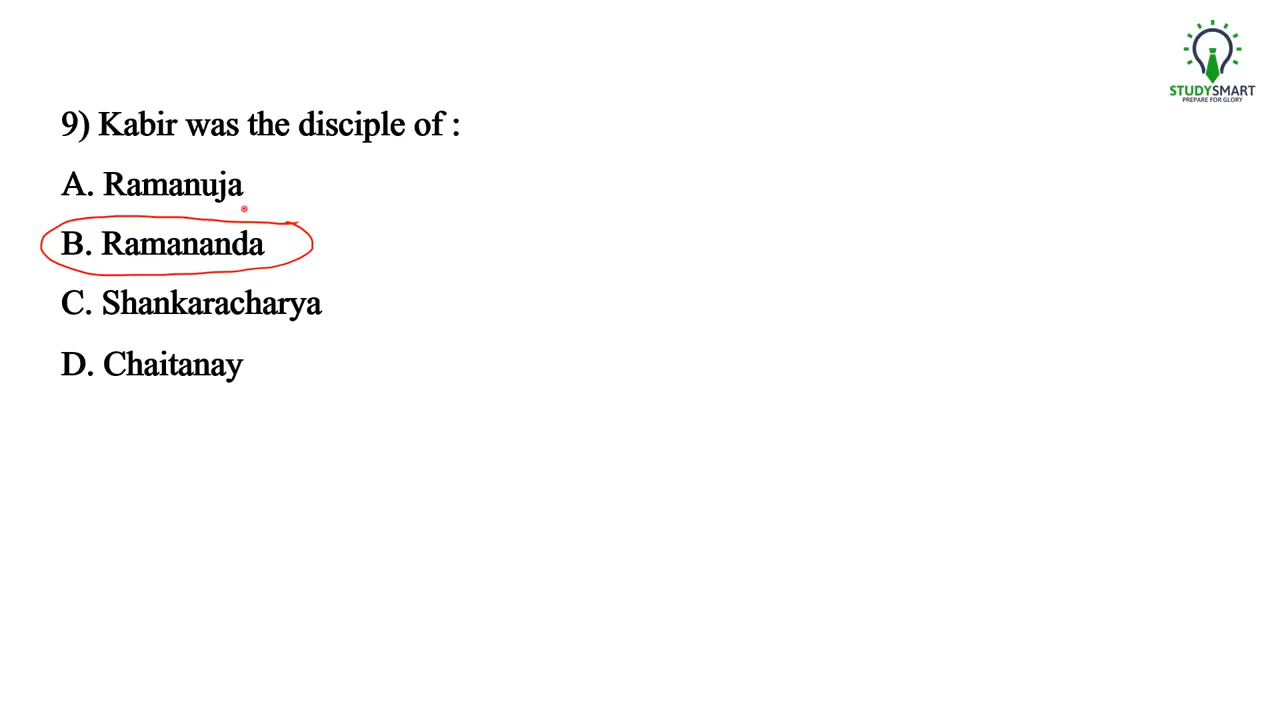 STUDYSMART
PREPARE FOR GLORY
9) Kabir was the disciple of :
A. Ramanuja
B. Ramananda
C. Shankaracharya
D. Chaitanay